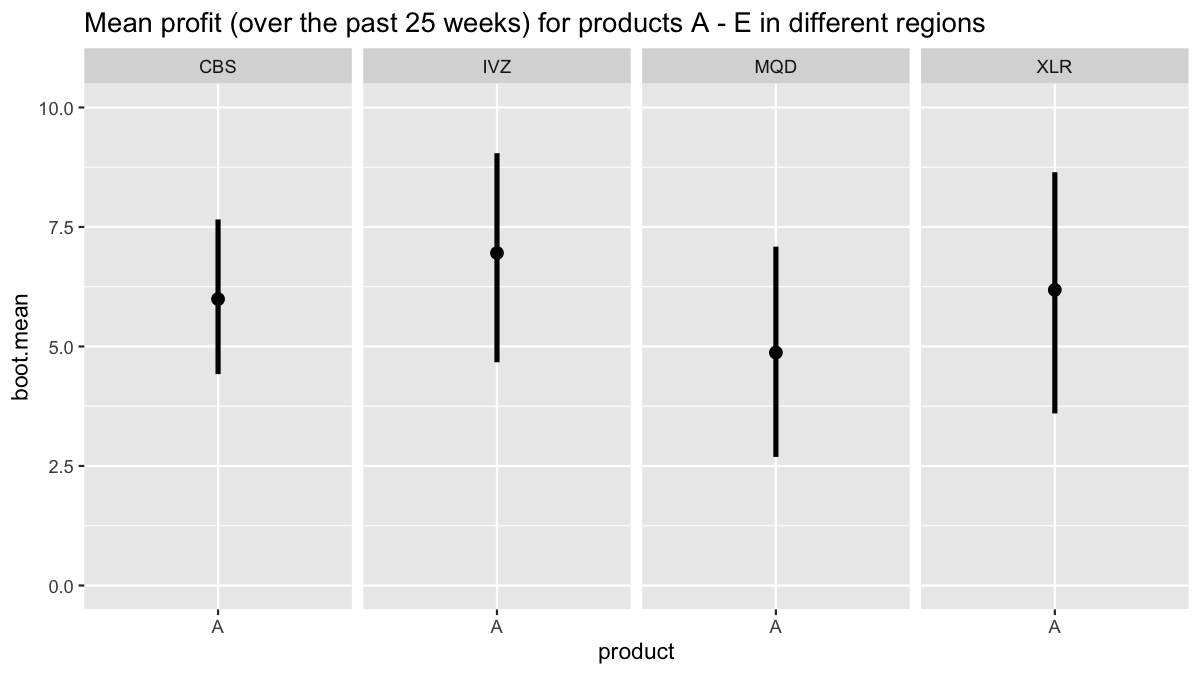 Mean profit (over the past 25 weeks) for products A - E in different regions
CBS IVZ MQD XLR
10.0
7.5
5.0
2.5
0.0
boot.mean
A A A A
product